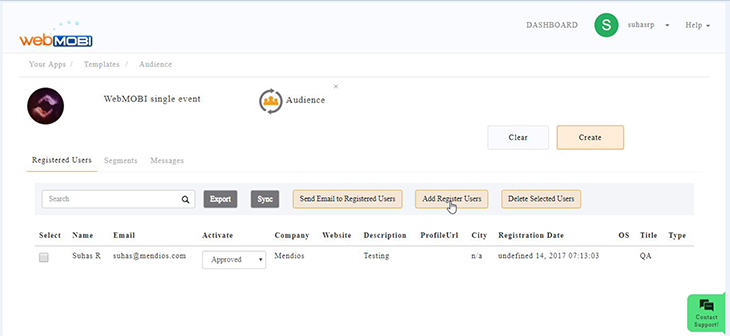 webMOBI
DASHBOARD S suhasrp Help
Your Apps / Templates / Audience
WebMOBI single event Audience ×
Clear Create
Registered Users Segments Messages
Search Export Sync Send Email to Registered Users Add Register Users Delete Selected Users
Select Name Email Activate Company Website Description ProfileUrl City Registration Date OS Title Type
Suhas R suhas@mendios.com Approved Mendios Testing n/a undefined 14, 2017 07:13:03 QA
Contact
Support!